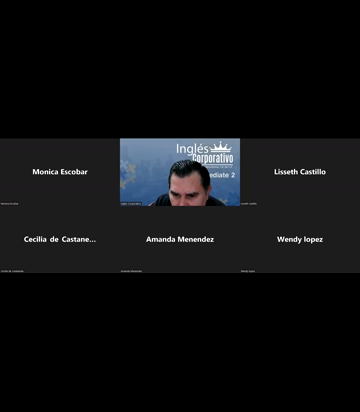 Monica Escobar
Inglés
Corporativo
ediate 2
Lisseth Castillo
Cecilia de Castane...
Amanda Menendez
Wendy lopez